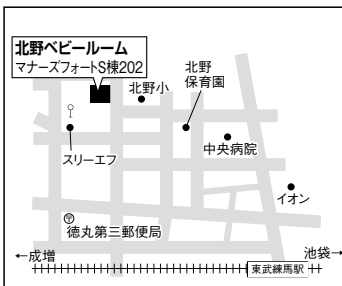 北野ベビールーム
マナーズフォートS棟202
北野小
北野
保育園
中央病院
スリーエフ
イオン
徳丸第三郵便局
←成増
池袋→
東武練馬駅